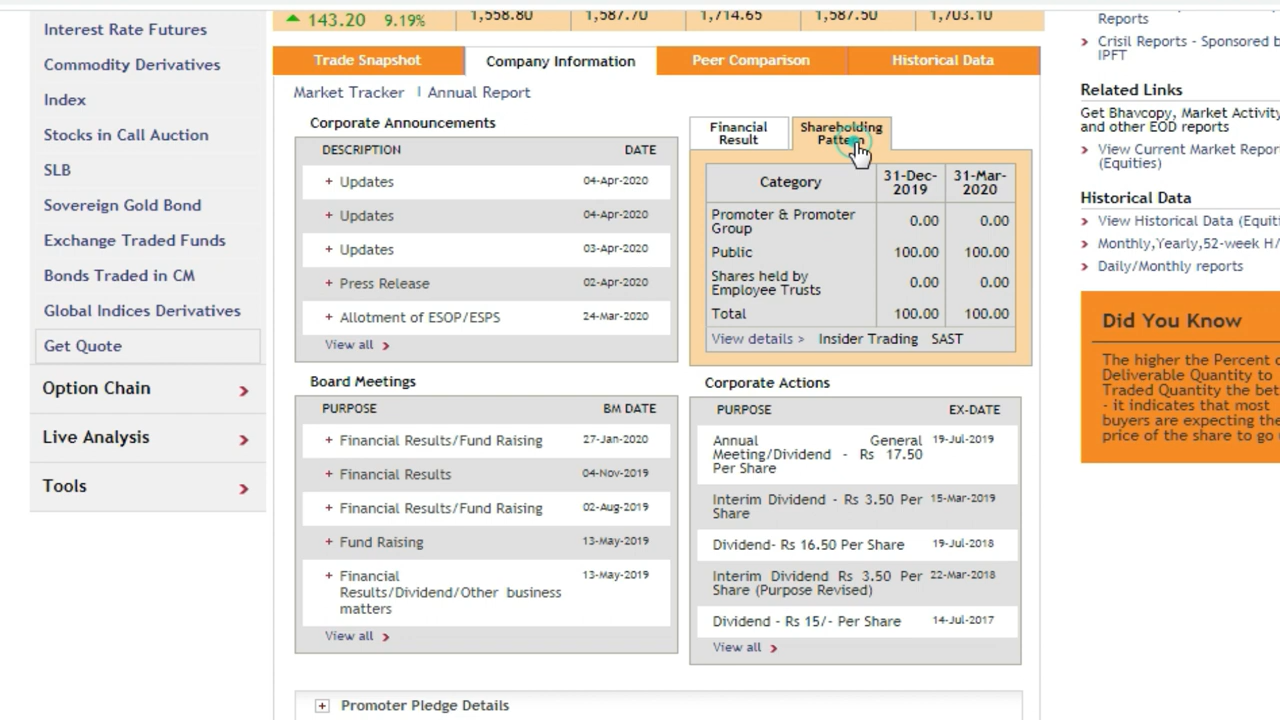 143.20 9.19%
1,558.80
1,587.70
1,714.65
1,587.50
1,703.10
Interest Rate Futures
Commodity Derivatives
Index
Stocks in Call Auction
SLB
Sovereign Gold Bond
Exchange Traded Funds
Bonds Traded in CM
Global Indices Derivatives
Get Quote
Option Chain
Live Analysis
Tools
Trade Snapshot
Company Information
Peer Comparison
Historical Data
Market Tracker | Annual Report
Corporate Announcements
DESCRIPTION DATE
+ Updates 04-Apr-2020
+ Updates 04-Apr-2020
+ Updates 03-Apr-2020
+ Press Release 02-Apr-2020
+ Allotment of ESOP/ESPS 24-Mar-2020
View all
Financial
Result
Shareholding
Pattern
Category
31-Dec-
2019
31-Mar-
2020
Promoter & Promoter
Group
0.00 0.00
Public 100.00 100.00
Shares held by
Employee Trusts
0.00 0.00
Total 100.00 100.00
View details > Insider Trading SAST
Board Meetings
PURPOSE BM DATE
+ Financial Results/Fund Raising 27-Jan-2020
+ Financial Results 04-Nov-2019
+ Financial Results/Fund Raising 02-Aug-2019
+ Fund Raising 13-May-2019
+ Financial 13-May-2019
Results/Dividend/Other business
matters
View all
Corporate Actions
PURPOSE EX-DATE
Annual General 19-Jul-2019
Meeting/Dividend - Rs 17.50
Per Share
Interim Dividend - Rs 3.50 Per 15-Mar-2019
Share
Dividend- Rs 16.50 Per Share 19-Jul-2018
Interim Dividend Rs 3.50 Per 22-Mar-2018
Share (Purpose Revised)
Dividend - Rs 15/- Per Share 14-Jul-2017
View all
+ Promoter Pledge Details
Reports
Crisil Reports - Sponsored
IPFT
Related Links
Get Bhavcopy, Market Activity
and other EOD reports
View Current Market
(Equities)
Historical Data
View Historical Data
Monthly,Yearly,52-week
Daily/Monthly reports
Did You Know
The higher the Percent
Deliverable Quantity to
Traded Quantity the
- it indicates that most
buyers are expecting the
price of the share to go